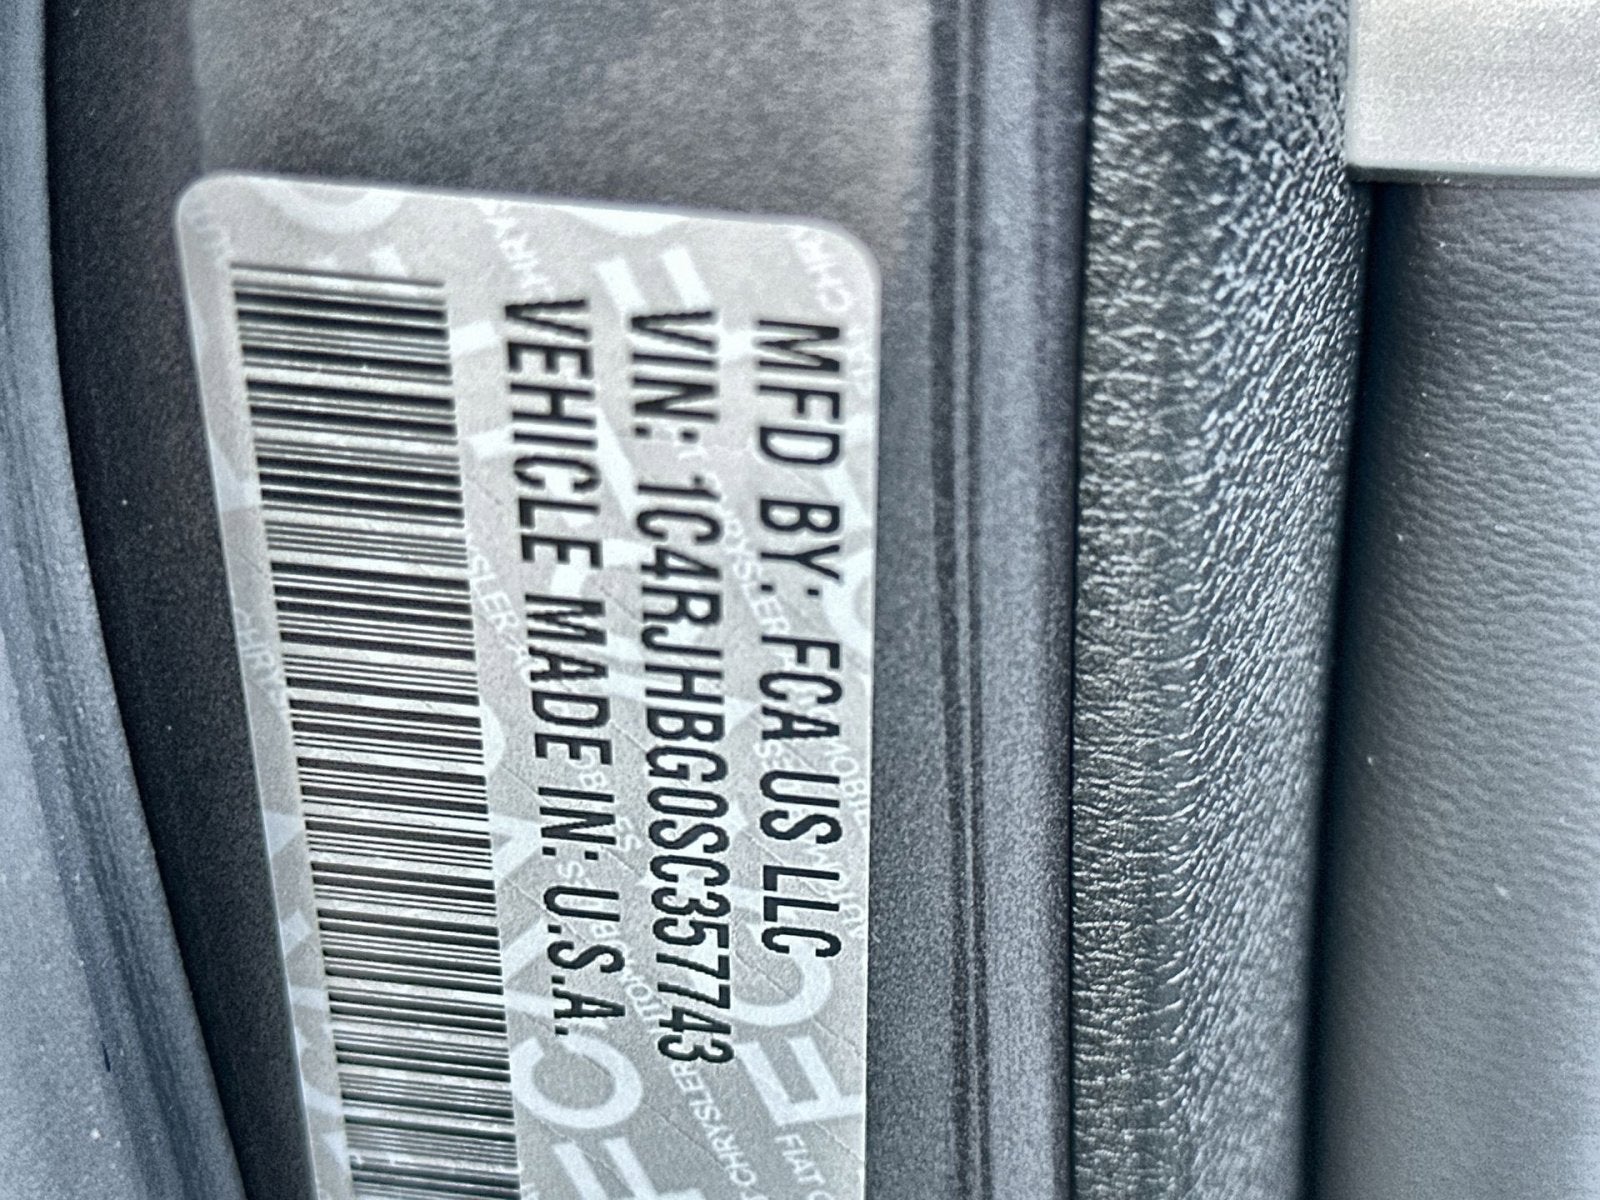 MFD BY: FCA US LLC
VIN: 1C4RJHBG0SC357743
VEHICLE MADE IN: U.S.A.